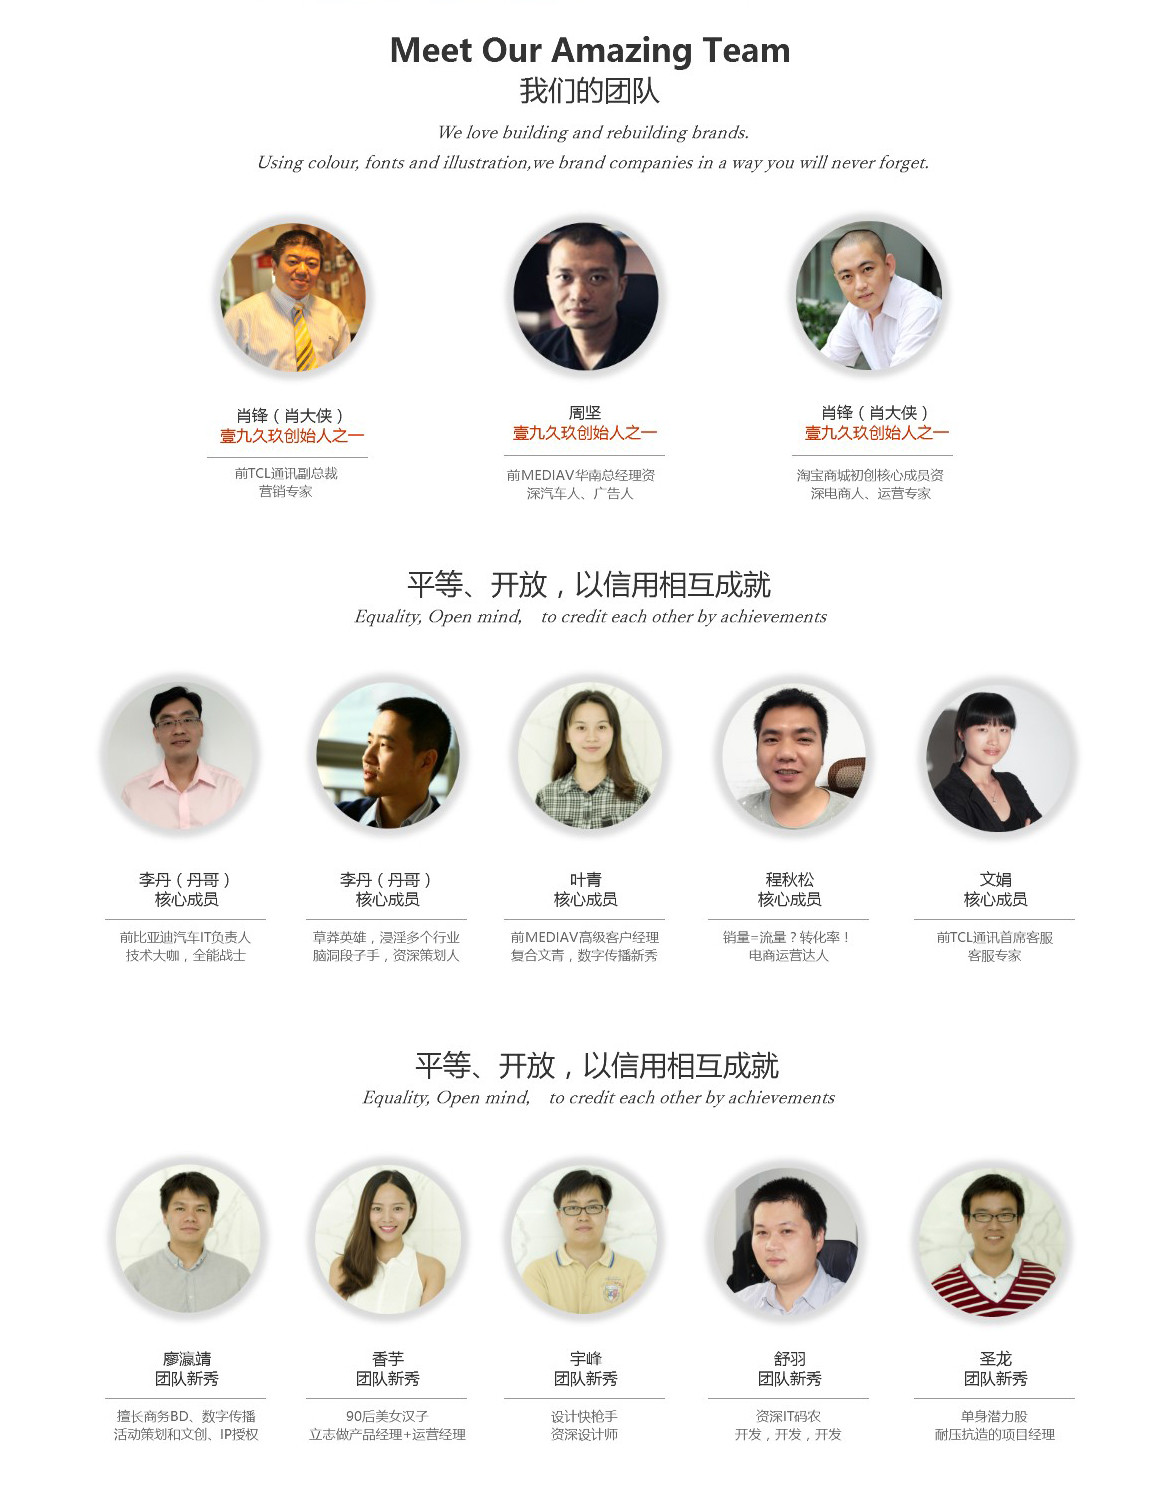 Meet Our Amazing Team
我们的团队
We love building and rebuilding brands.
Using colour, fonts and illustration,we brand companies in a way you will never forget.
肖锋（肖大侠）
壹九久玖创始人之一
前TCL通讯副总裁
营销专家
周坚
壹九久玖创始人之一
前MEDIAV华南总经理资
深汽车人、广告人
肖锋（肖大侠）
壹九久玖创始人之一
淘宝商城初创核心成员资
深电商人、运营专家
平等、开放，以信用相互成就
Equality, Open mind, to credit each other by achievements
李丹（丹哥）
核心成员
前比亚迪汽车IT负责人
技术大咖，全能战士
李丹（丹哥）
核心成员
草莽英雄，浸淫多个行业
脑洞段子手，资深策划人
叶青
核心成员
前MEDIAV高级客户经理
复合文青，数字传播新秀
程秋松
核心成员
销量=流量？转化率！
电商运营达人
文娟
核心成员
前TCL通讯首席客服
客服专家
平等、开放，以信用相互成就
Equality, Open mind, to credit each other by achievements
廖瀛靖
团队新秀
擅长商务BD、数字传播
活动策划和文创、IP授权
香芋
团队新秀
90后美女汉子
立志做产品经理+运营经理
宇峰
团队新秀
设计快枪手
资深设计师
舒羽
团队新秀
资深IT码农
开发，开发，开发
圣龙
团队新秀
单身潜力股
耐压抗造的项目经理